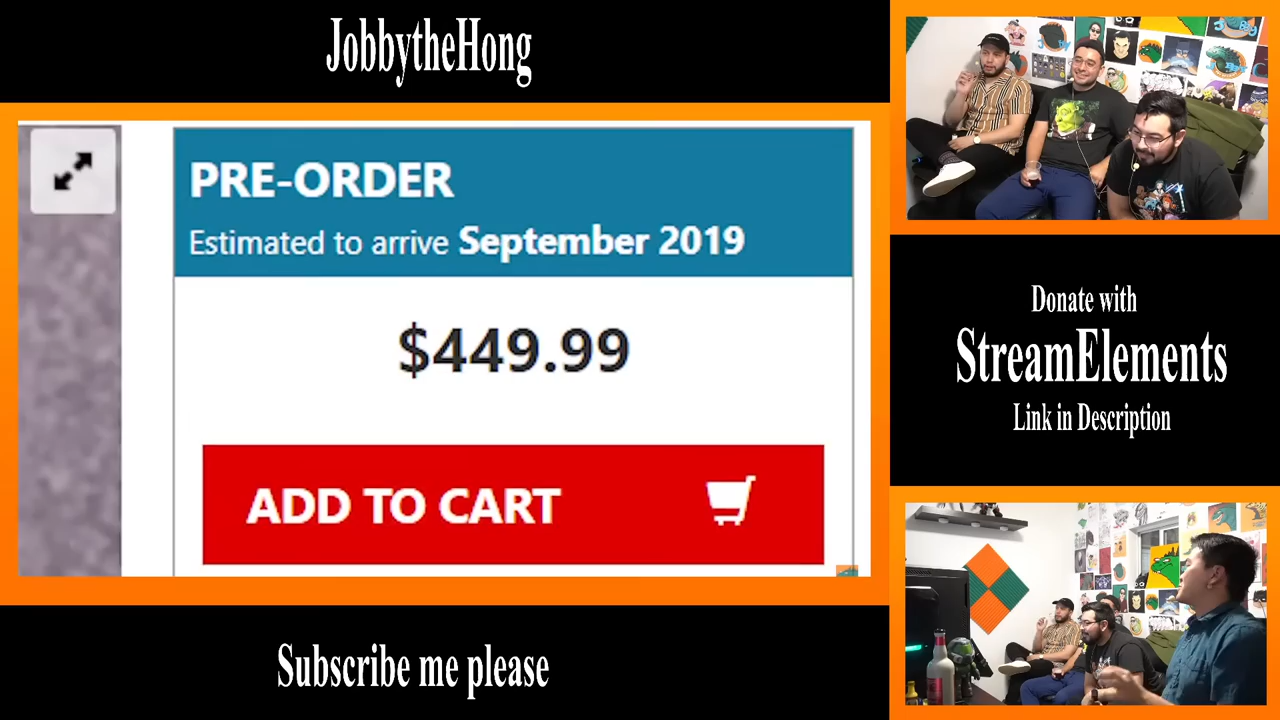 JobbytheHong
PRE-ORDER
Estimated to arrive September 2019
$449.99
ADD TO CART
Donate with
StreamElements
Link in Description
Subscribe me please